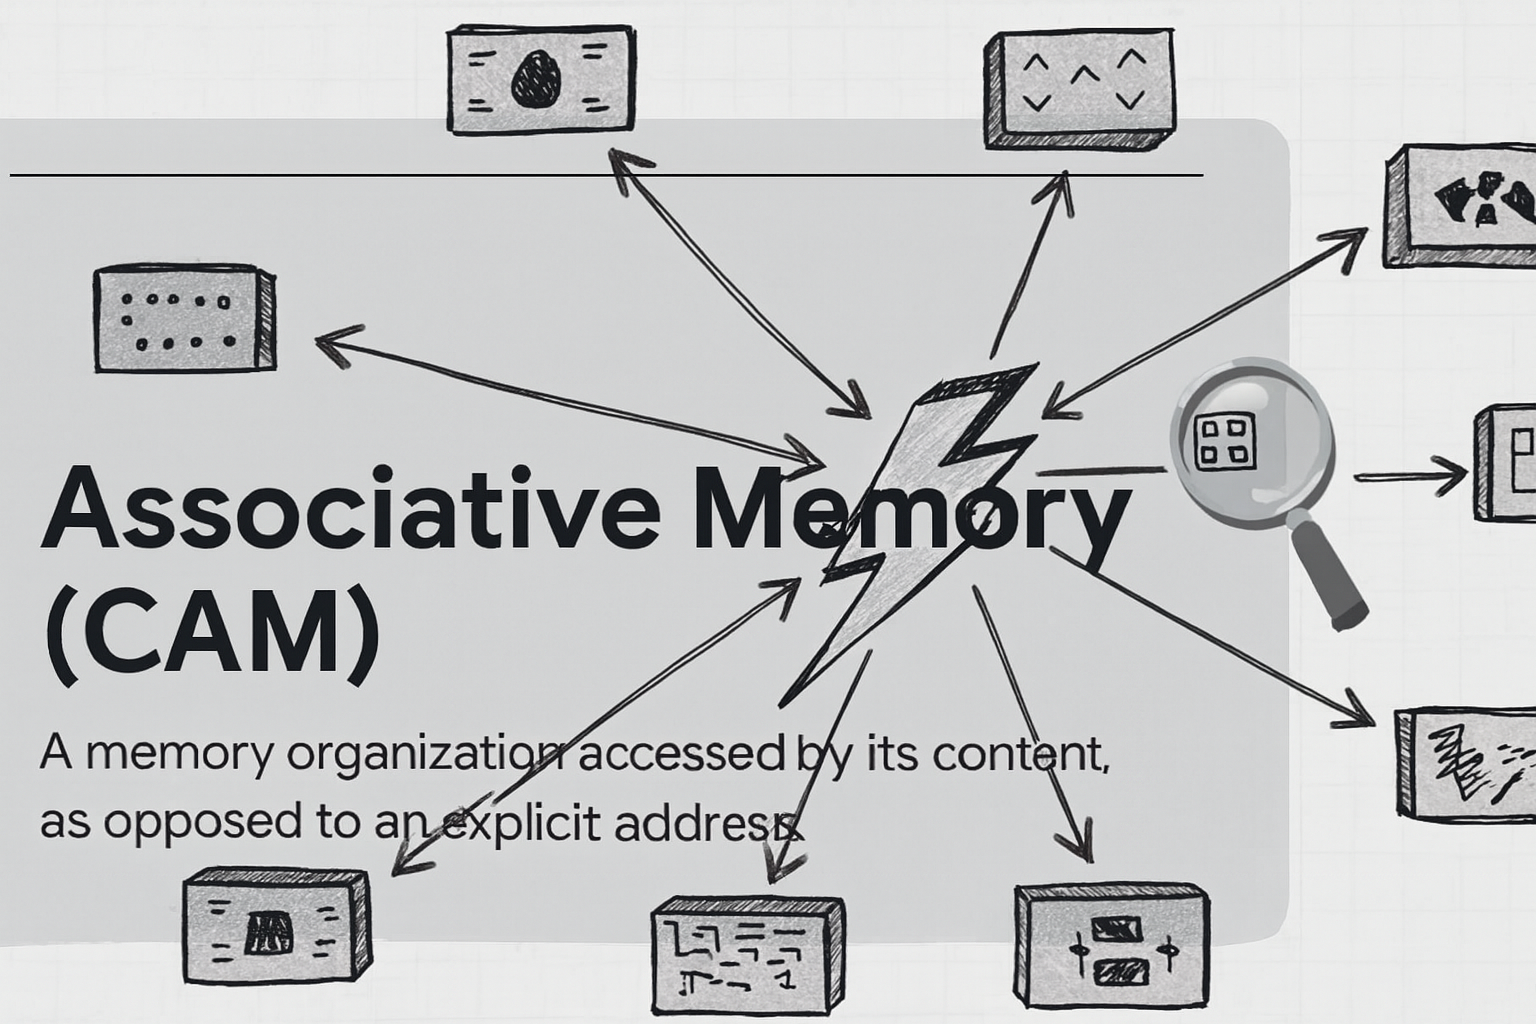 Associative Memory
(CAM)
A memory organization accessed by its content,
as opposed to an explicit address.